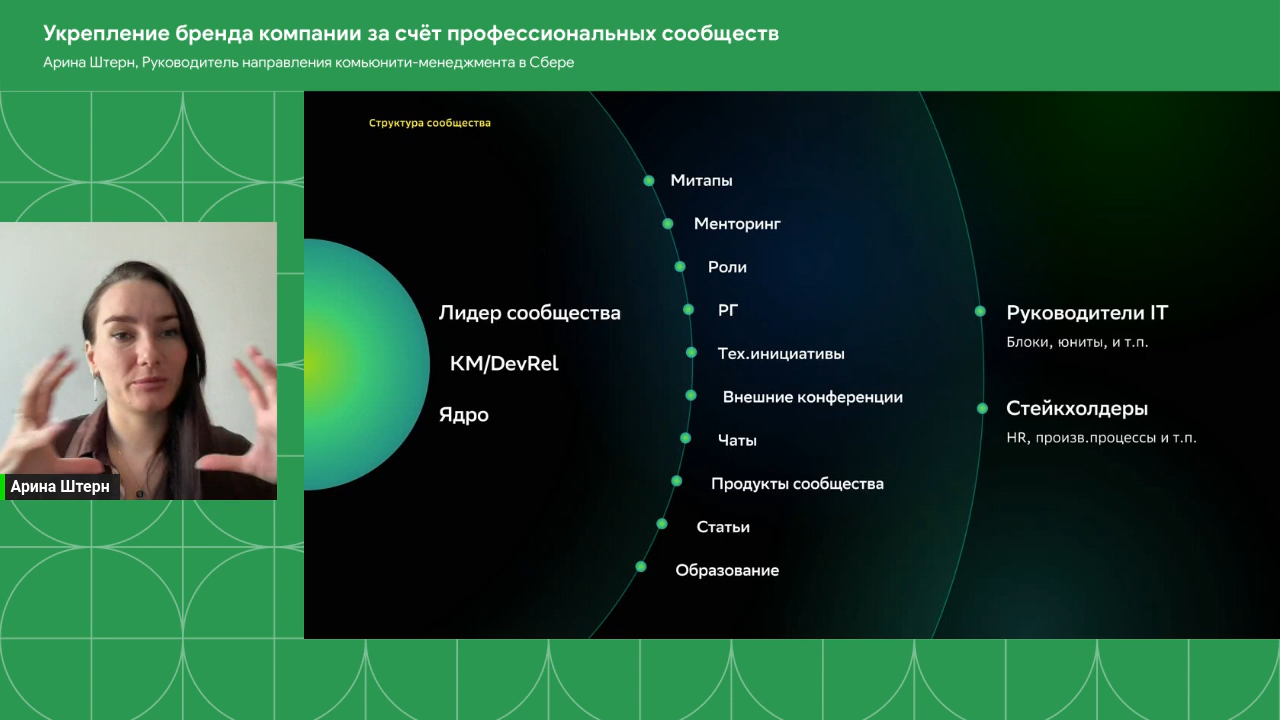 Укрепление бренда компании за счёт профессиональных сообществ
Арина Штерн, Руководитель направления комьюнити-менеджмента в Сбере
Структура сообщества
Лидер сообщества
КМ/DevRel
Ядро
Митапы
Менторинг
Роли
РГ
Тех.инициативы
Внешние конференции
Чаты
Продукты сообщества
Статьи
Образование
Руководители IT
Блоки, юниты, и т.п.
Стейкхолдеры
HR, произв.процессы и т.п.
Арина Штерн